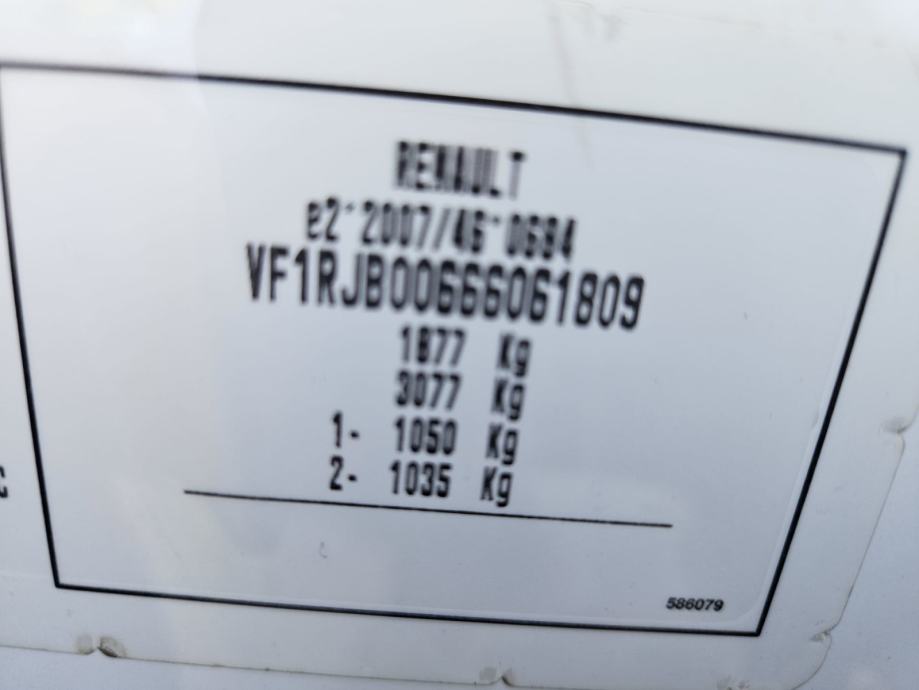 RENAULT
e2*2007/46*0684
VF1RJB00666061809
1877 Kg
3077 Kg
1- 1050 Kg
2- 1035 Kg
586079
C